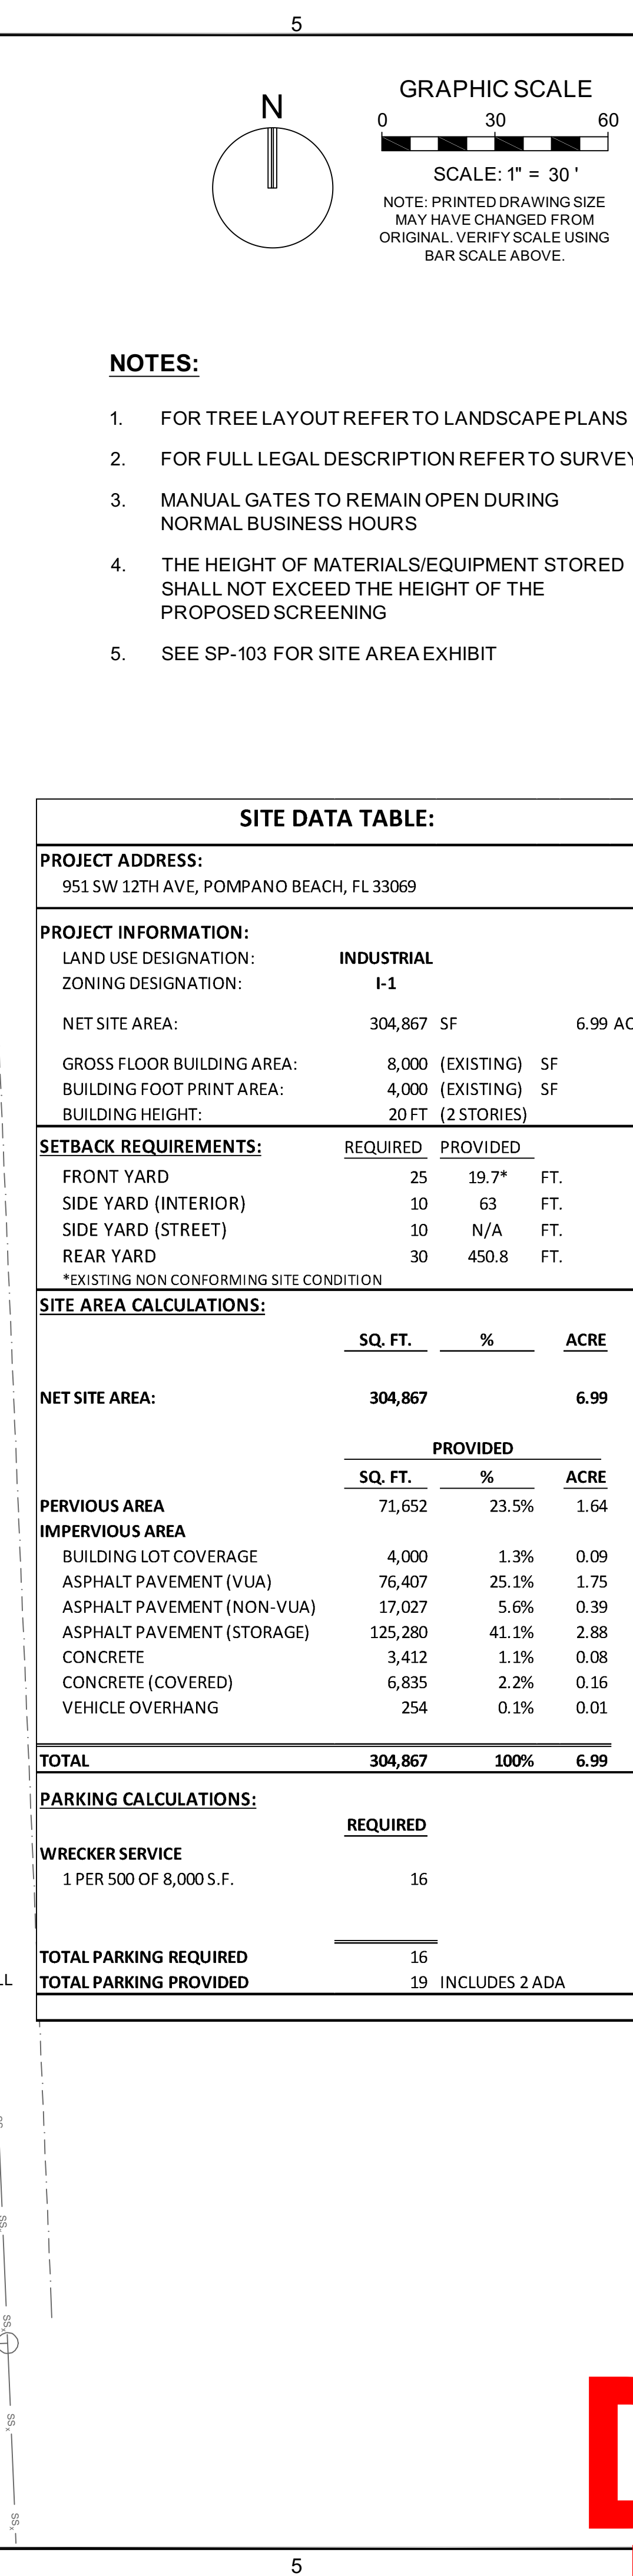 5
N
GRAPHIC SCALE
0 30 60
SCALE: 1" = 30 '
NOTE: PRINTED DRAWING SIZE
MAY HAVE CHANGED FROM
ORIGINAL. VERIFY SCALE USING
BAR SCALE ABOVE.
NOTES:
1. FOR TREE LAYOUT REFER TO LANDSCAPE PLANS
2. FOR FULL LEGAL DESCRIPTION REFER TO SURVEY
3. MANUAL GATES TO REMAIN OPEN DURING
NORMAL BUSINESS HOURS
4. THE HEIGHT OF MATERIALS/EQUIPMENT STORED
SHALL NOT EXCEED THE HEIGHT OF THE
PROPOSED SCREENING
5. SEE SP-103 FOR SITE AREA EXHIBIT
SITE DATA TABLE:
PROJECT ADDRESS:
951 SW 12TH AVE, POMPANO BEACH, FL 33069
PROJECT INFORMATION:
LAND USE DESIGNATION: INDUSTRIAL
ZONING DESIGNATION: I-1
NET SITE AREA: 304,867 SF 6.99 AC
GROSS FLOOR BUILDING AREA: 8,000 (EXISTING) SF
BUILDING FOOT PRINT AREA: 4,000 (EXISTING) SF
BUILDING HEIGHT: 20 FT (2 STORIES)
SETBACK REQUIREMENTS: REQUIRED PROVIDED
FRONT YARD 25 19.7* FT.
SIDE YARD (INTERIOR) 10 63 FT.
SIDE YARD (STREET) 10 N/A FT.
REAR YARD 30 450.8 FT.
*EXISTING NON CONFORMING SITE CONDITION
SITE AREA CALCULATIONS:
SQ. FT. % ACRE
NET SITE AREA: 304,867 6.99
PROVIDED
SQ. FT. % ACRE
PERVIOUS AREA 71,652 23.5% 1.64
IMPERVIOUS AREA
BUILDING LOT COVERAGE 4,000 1.3% 0.09
ASPHALT PAVEMENT (VUA) 76,407 25.1% 1.75
ASPHALT PAVEMENT (NON-VUA) 17,027 5.6% 0.39
ASPHALT PAVEMENT (STORAGE) 125,280 41.1% 2.88
CONCRETE 3,412 1.1% 0.08
CONCRETE (COVERED) 6,835 2.2% 0.16
VEHICLE OVERHANG 254 0.1% 0.01
TOTAL 304,867 100% 6.99
PARKING CALCULATIONS:
REQUIRED
WRECKER SERVICE
1 PER 500 OF 8,000 S.F. 16
TOTAL PARKING REQUIRED 16
LL
TOTAL PARKING PROVIDED 19 INCLUDES 2 ADA
SSx
SSx
SSx
SSx
5